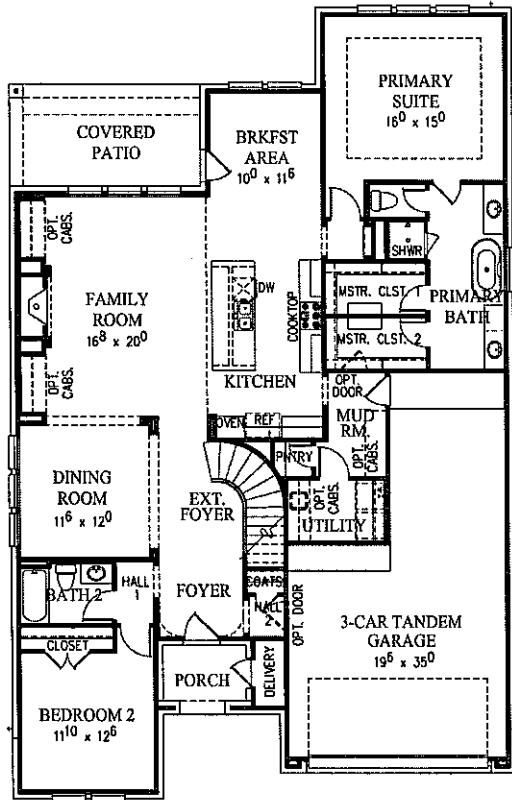 PRIMARY
SUITE
16⁰ x 15⁰
COVERED
PATIO
BRKFST
AREA
10⁰ x 11⁶
OPT.
CABS.
SHWR
FAMILY
ROOM
16⁸ x 20⁰
DW
COOKTOP
MSTR. CLST. 1
PRIMARY
BATH
MSTR. CLST. 2
KITCHEN
OPT.
CABS.
OPT.
DOOR
OVEN
REF
MUD
RM.
OPT.
CABS.
PNTRY
DINING
ROOM
11⁶ x 12⁰
EXT.
FOYER
OPT.
CABS.
UTILITY
BATH 2
HALL
1
FOYER
COATS
HALL
2
OPT. DOOR
3-CAR TANDEM
GARAGE
19⁶ x 35⁰
CLOSET
PORCH
DELIVERY
BEDROOM 2
11¹⁰ x 12⁶